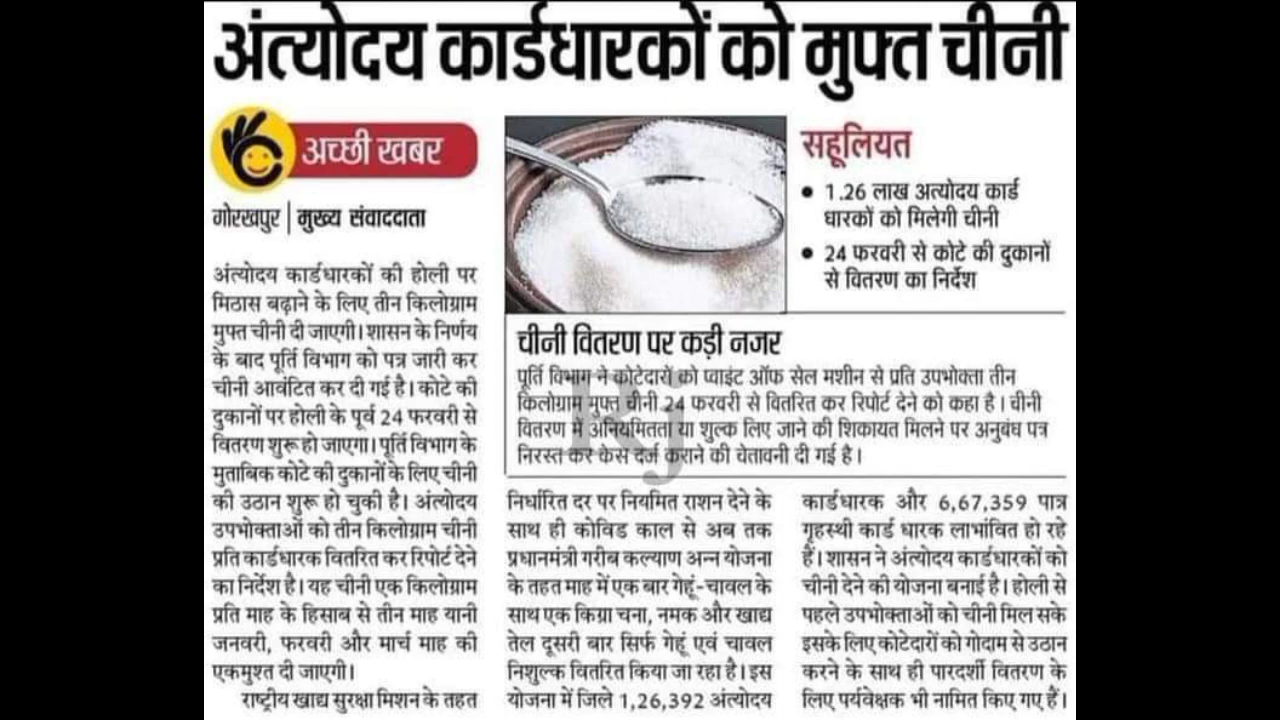 अंत्योदय कार्डधारकों को मुफ्त चीनी
अच्छी खबर
गोरखपुर | मुख्य संवाददाता
अंत्योदय कार्डधारकों की होली पर
मिठास बढ़ाने के लिए तीन किलोग्राम
मुफ्त चीनी दी जाएगी। शासन के निर्णय
के बाद पूर्ति विभाग को पत्र जारी कर
चीनी आवंटित कर दी गई है। कोटे की
दुकानों पर होली के पूर्व 24 फरवरी से
वितरण शुरू हो जाएगा। पूर्ति विभाग के
मुताबिक कोटे की दुकानों के लिए चीनी
की उठान शुरू हो चुकी है। अंत्योदय
उपभोक्ताओं को तीन किलोग्राम चीनी
प्रति कार्डधारक वितरित कर रिपोर्ट देने
का निर्देश है। यह चीनी एक किलोग्राम
प्रति माह के हिसाब से तीन माह यानी
जनवरी, फरवरी और मार्च माह की
एकमुश्त दी जाएगी।
राष्ट्रीय खाद्य सुरक्षा मिशन के तहत
सहूलियत
• 1.26 लाख अत्योदय कार्ड
धारकों को मिलेगी चीनी
• 24 फरवरी से कोटे की दुकानों
से वितरण का निर्देश
चीनी वितरण पर कड़ी नजर
पूर्ति विभाग ने कोटेदारों को प्वाइंट ऑफ सेल मशीन से प्रति उपभोक्ता तीन
किलोग्राम मुफ्त चीनी 24 फरवरी से वितरित कर रिपोर्ट देने को कहा है। चीनी
वितरण में अनियमितता या शुल्क लिए जाने की शिकायत मिलने पर अनुबंध पत्र
निरस्त कर केस दर्ज कराने की चेतावनी दी गई है।
Rj
निर्धारित दर पर नियमित राशन देने के
साथ ही कोविड काल से अब तक
प्रधानमंत्री गरीब कल्याण अन्न योजना
के तहत माह में एक बार गेहूं-चावल के
साथ एक किग्रा चना, नमक और खाद्य
तेल दूसरी बार सिर्फ गेहूं एवं चावल
निशुल्क वितरित किया जा रहा है। इस
योजना में जिले 1,26,392 अंत्योदय
कार्डधारक और 6,67,359 पात्र
गृहस्थी कार्ड धारक लाभांवित हो रहे
हैं। शासन ने अंत्योदय कार्डधारकों को
चीनी देने की योजना बनाई है। होली से
पहले उपभोक्ताओं को चीनी मिल सके
इसके लिए कोटेदारों को गोदाम से उठान
करने के साथ ही पारदर्शी वितरण के
लिए पर्यवेक्षक भी नामित किए गए हैं।